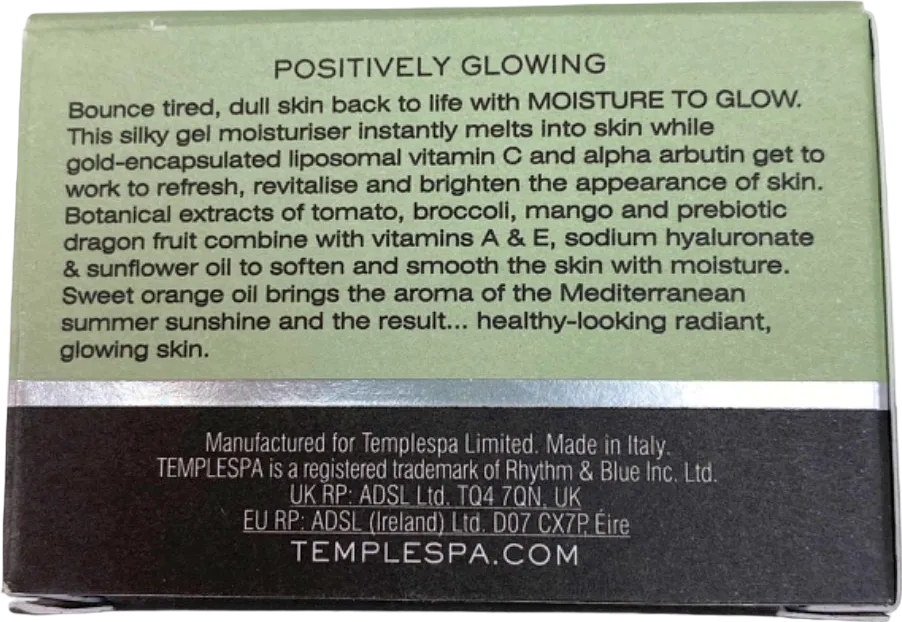 POSITIVELY GLOWING
Bounce tired, dull skin back to life with MOISTURE TO GLOW.
This silky gel moisturiser instantly melts into skin while
gold-encapsulated liposomal vitamin C and alpha arbutin get to
work to refresh, revitalise and brighten the appearance of skin.
Botanical extracts of tomato, broccoli, mango and prebiotic
dragon fruit combine with vitamins A & E, sodium hyaluronate
& sunflower oil to soften and smooth the skin with moisture.
Sweet orange oil brings the aroma of the Mediterranean
summer sunshine and the result... healthy-looking radiant,
glowing skin.
Manufactured for Templespa Limited. Made in Italy.
TEMPLESPA is a registered trademark of Rhythm & Blue Inc. Ltd.
UK RP: ADSL Ltd. TQ4 7QN, UK
EU RP: ADSL (Ireland) Ltd. D07 CX7P, Éire
TEMPLESPA.COM